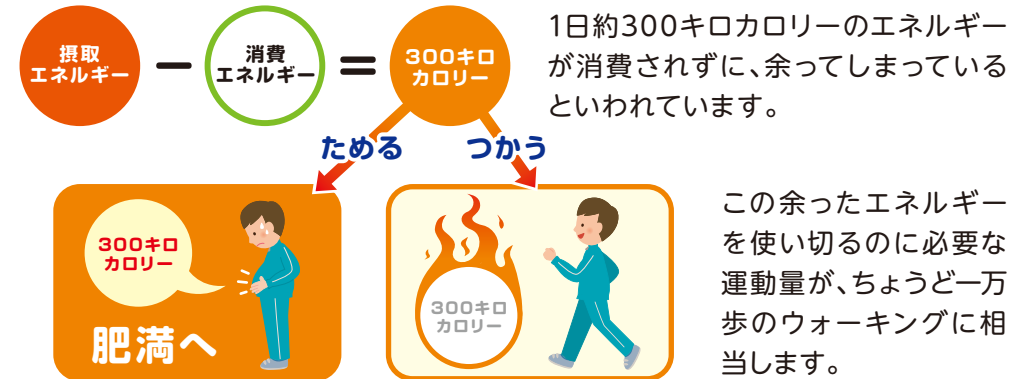 摂取
エネルギー
ー
消費
エネルギー
=
300キロ
カロリー
1日約300キロカロリーのエネルギー
が消費されずに、余ってしまっている
といわれています。
ためる
つかう
300キロ
カロリー
肥満へ
300キロ
カロリー
この余ったエネルギー
を使い切るのに必要な
運動量が、ちょうど一万
歩のウォーキングに相
当します。